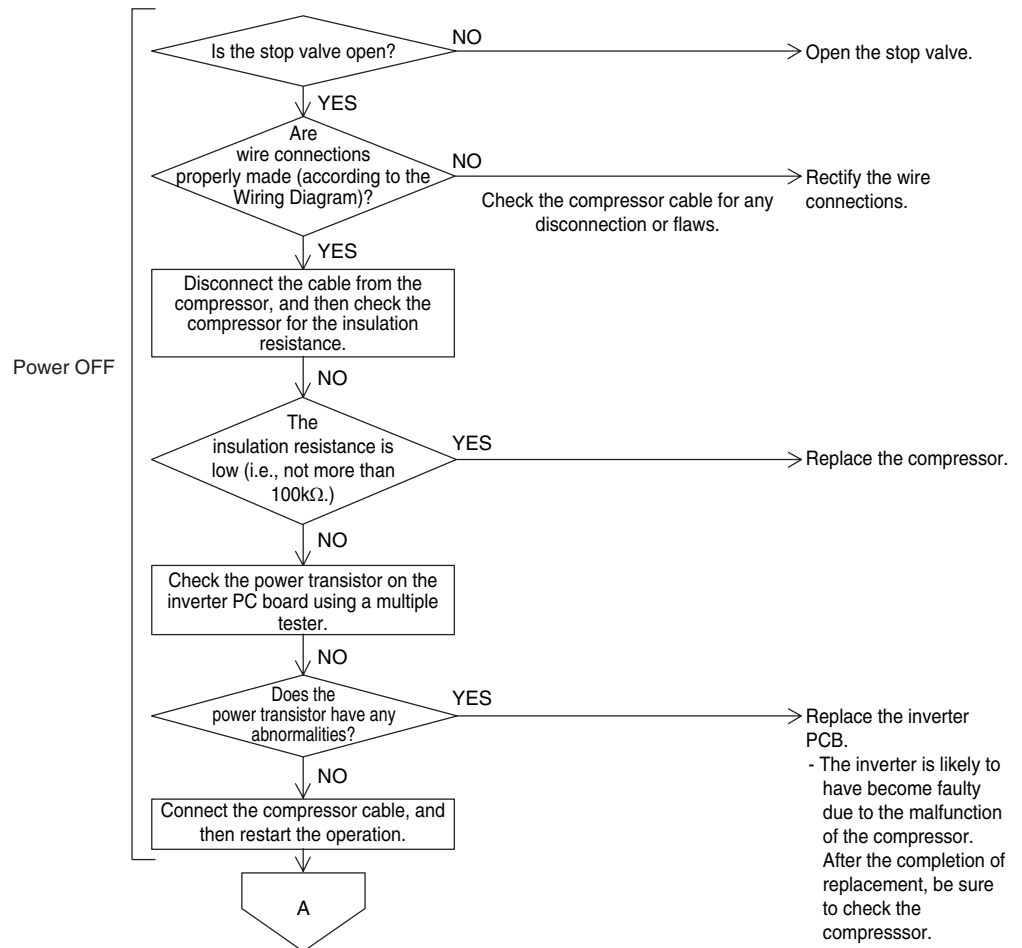 Is the stop valve open?
NO
Open the stop valve.
YES
Are
wire connections
properly made (according to the
Wiring Diagram)?
NO
Check the compressor cable for any
disconnection or flaws.
Rectify the wire
connections.
YES
Disconnect the cable from the
compressor, and then check the
compressor for the insulation
resistance.
Power OFF
NO
The
insulation resistance is
low (i.e., not more than
100kΩ.)
YES
Replace the compressor.
NO
Check the power transistor on the
inverter PC board using a multiple
tester.
NO
Does the
power transistor have any
abnormalities?
YES
Replace the inverter
PCB.
- The inverter is likely to
have become faulty
due to the malfunction
of the compressor.
After the completion of
replacement, be sure
to check the
compresssor.
NO
Connect the compressor cable, and
then restart the operation.
A